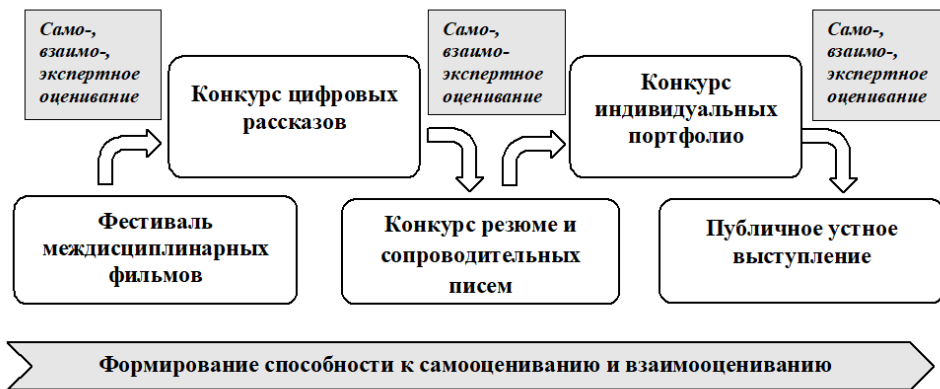 Само-,
взаимо-,
экспертное
оценивание
Конкурс цифровых
рассказов
Само-,
взаимо-
экспертное
оценивание
Конкурс
индивидуальных
портфолио
Само-,
взаимо-,
экспертное
оценивание
Фестиваль
междисциплинарных
фильмов
Конкурс резюме и
сопроводительных
писем
Публичное устное
выступление
Формирование способности к самооцениванию и взаимооцениванию